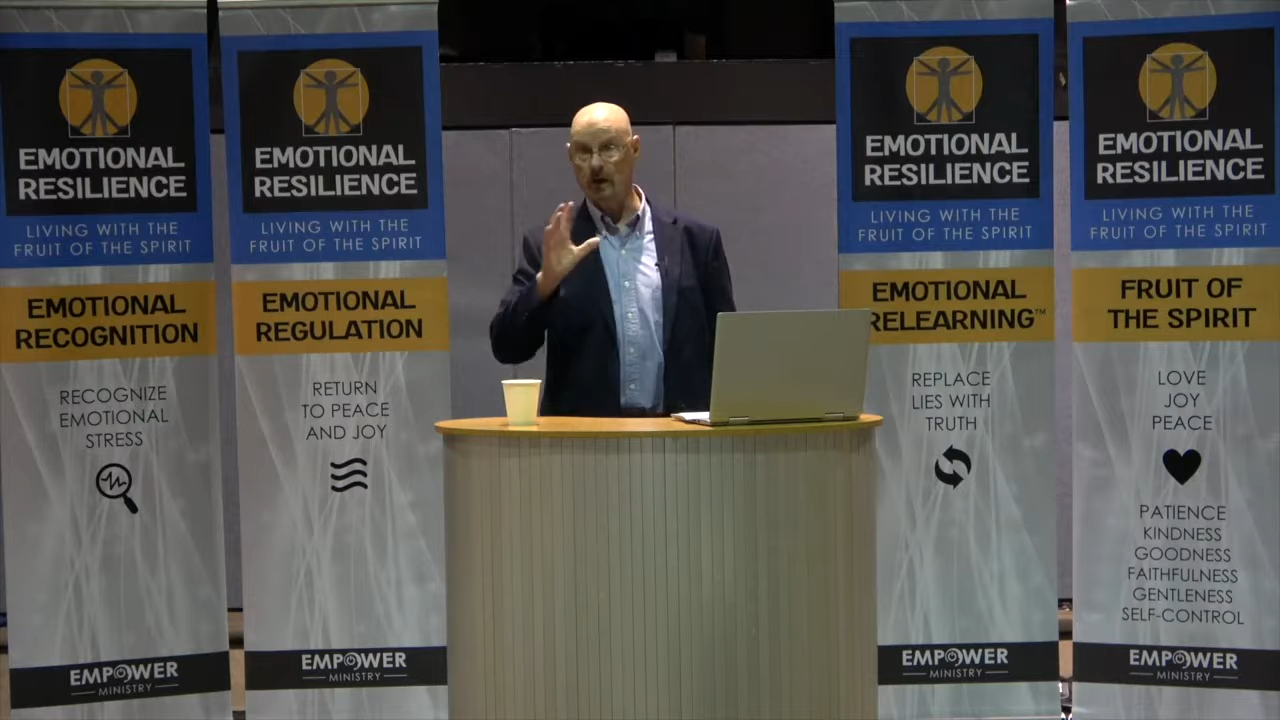 EMOTIONAL
RESILIENCE
LIVING WITH THE
FRUIT OF THE SPIRIT
EMOTIONAL
RECOGNITION
RECOGNIZE
EMOTIONAL
STRESS
EMPOWER
MINISTRY
EMOTIONAL
RESILIENCE
LIVING WITH THE
FRUIT OF THE SPIRIT
EMOTIONAL
REGULATION
RETURN
TO PEACE
AND JOY
EMPOWER
MINISTRY
EMOTIONAL
RESILIENCE
LIVING WITH THE
FRUIT OF THE SPIRIT
EMOTIONAL
RELEARNING™
REPLACE
LIES WITH
TRUTH
EMPOWER
MINISTRY
EMOTIONAL
RESILIENCE
LIVING WITH THE
FRUIT OF THE SPIRIT
FRUIT OF
THE SPIRIT
LOVE
JOY
PEACE
PATIENCE
KINDNESS
GOODNESS
FAITHFULNESS
GENTLENESS
SELF-CONTROL
EMPOWER
MINISTRY